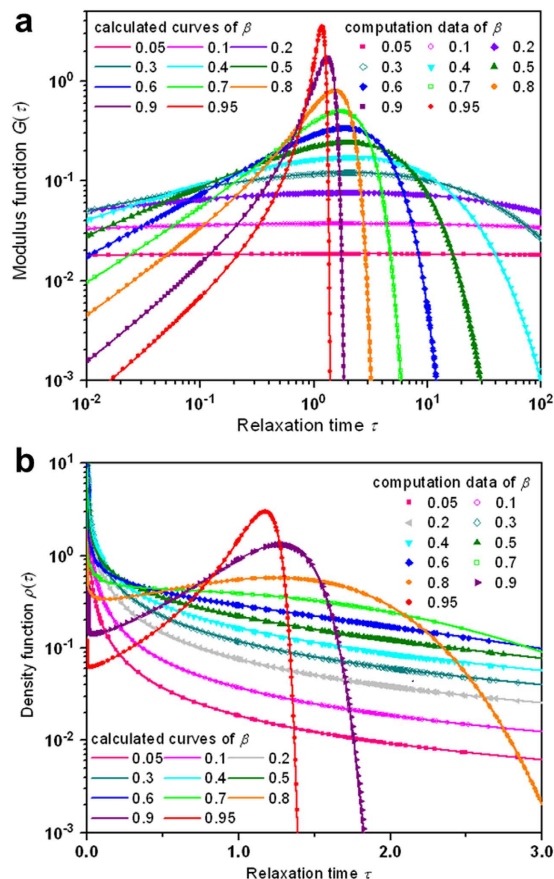 a
calculated curves of β computation data of β
0.05 0.1 0.2 0.05 0.1 0.2
0.3 0.4 0.5 0.3 0.4 0.5
0.6 0.7 0.8 0.6 0.7 0.8
0.9 0.95 0.9 0.95
10⁰
10⁻¹
10⁻²
10⁻³
Modulus function G(τ)
10⁻² 10⁻¹ 10⁰ 10¹ 10²
Relaxation time τ
b
10¹
10⁰
10⁻¹
10⁻²
10⁻³
Density function ρ(τ)
computation data of β
0.05 0.1
0.2 0.3
0.4 0.5
0.6 0.7
0.8 0.9
0.95
calculated curves of β
0.05 0.1 0.2
0.3 0.4 0.5
0.6 0.7 0.8
0.9 0.95
0.0 1.0 2.0 3.0
Relaxation time τ